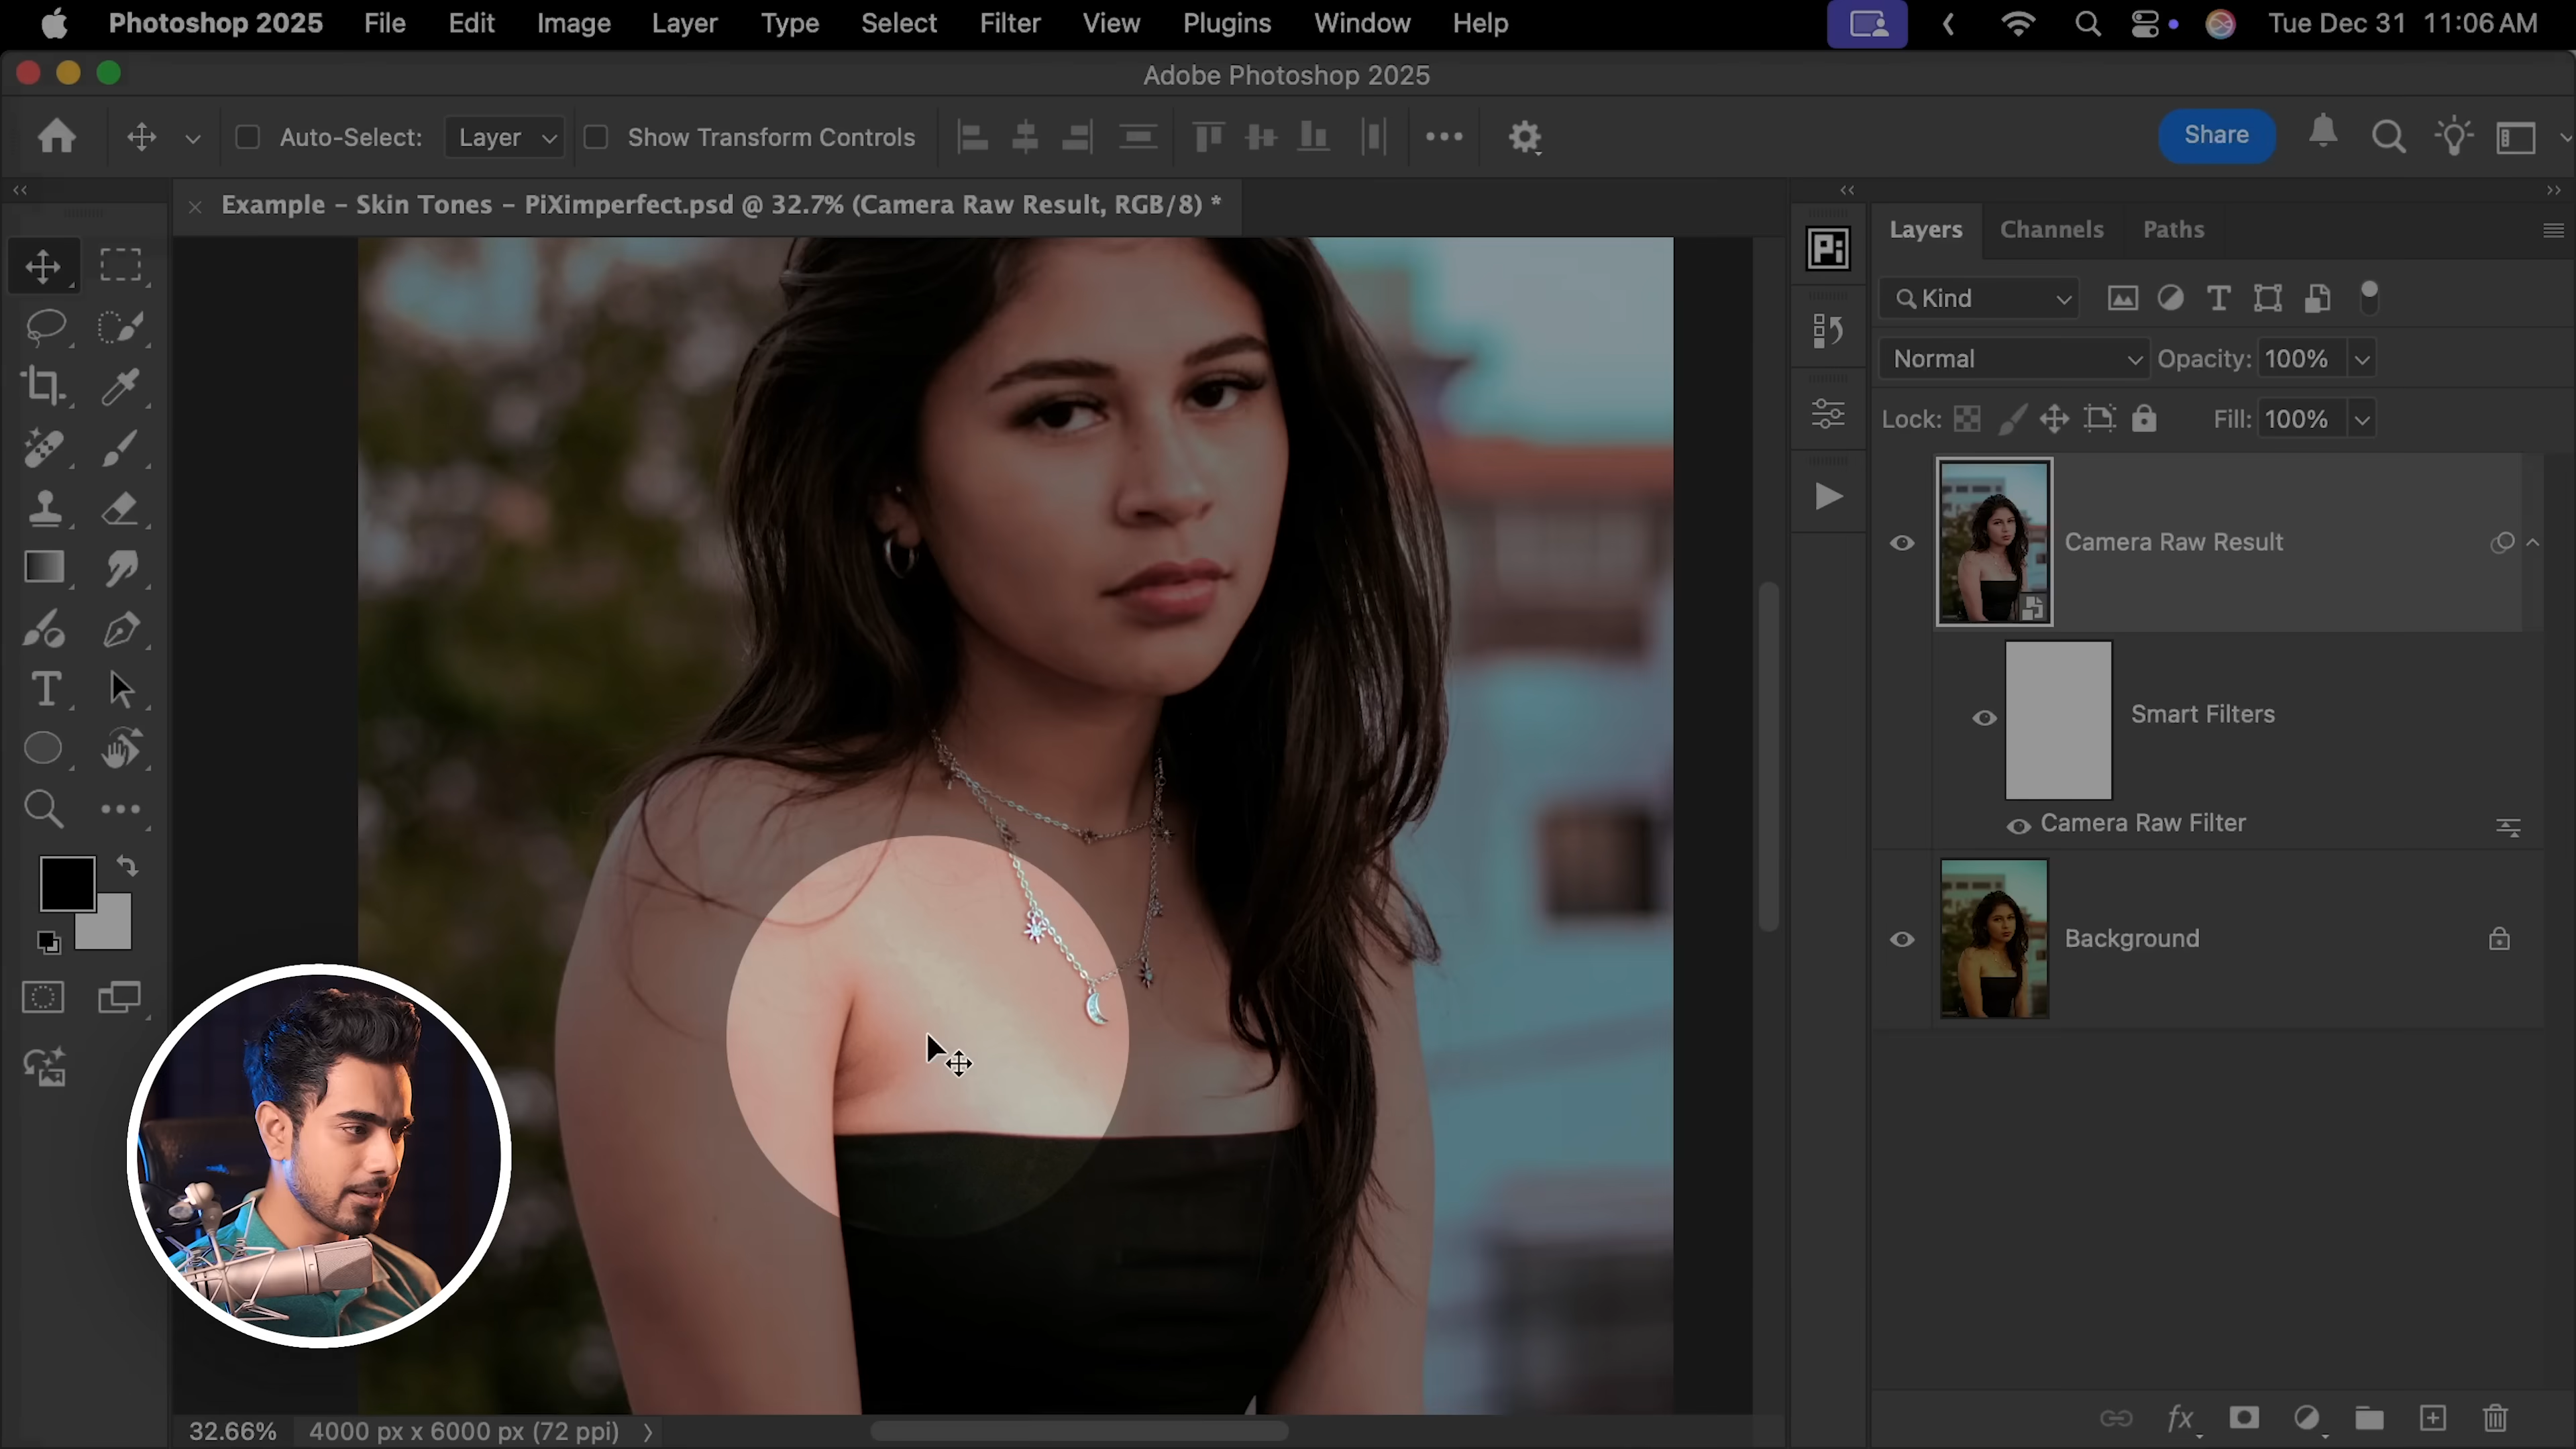 Photoshop 2025 File Edit Image Layer Type Select Filter View Plugins Window Help Tue Dec 31 11:06 AM
Adobe Photoshop 2025
Auto-Select: Layer Show Transform Controls Share
Example - Skin Tones - PiXimperfect.psd @ 32.7% (Camera Raw Result, RGB/8) *
Pi
Layers Channels Paths
Kind
Normal Opacity: 100%
Lock: Fill: 100%
Camera Raw Result
Smart Filters
Camera Raw Filter
Background
32.66% 4000 px x 6000 px (72 ppi)
fx